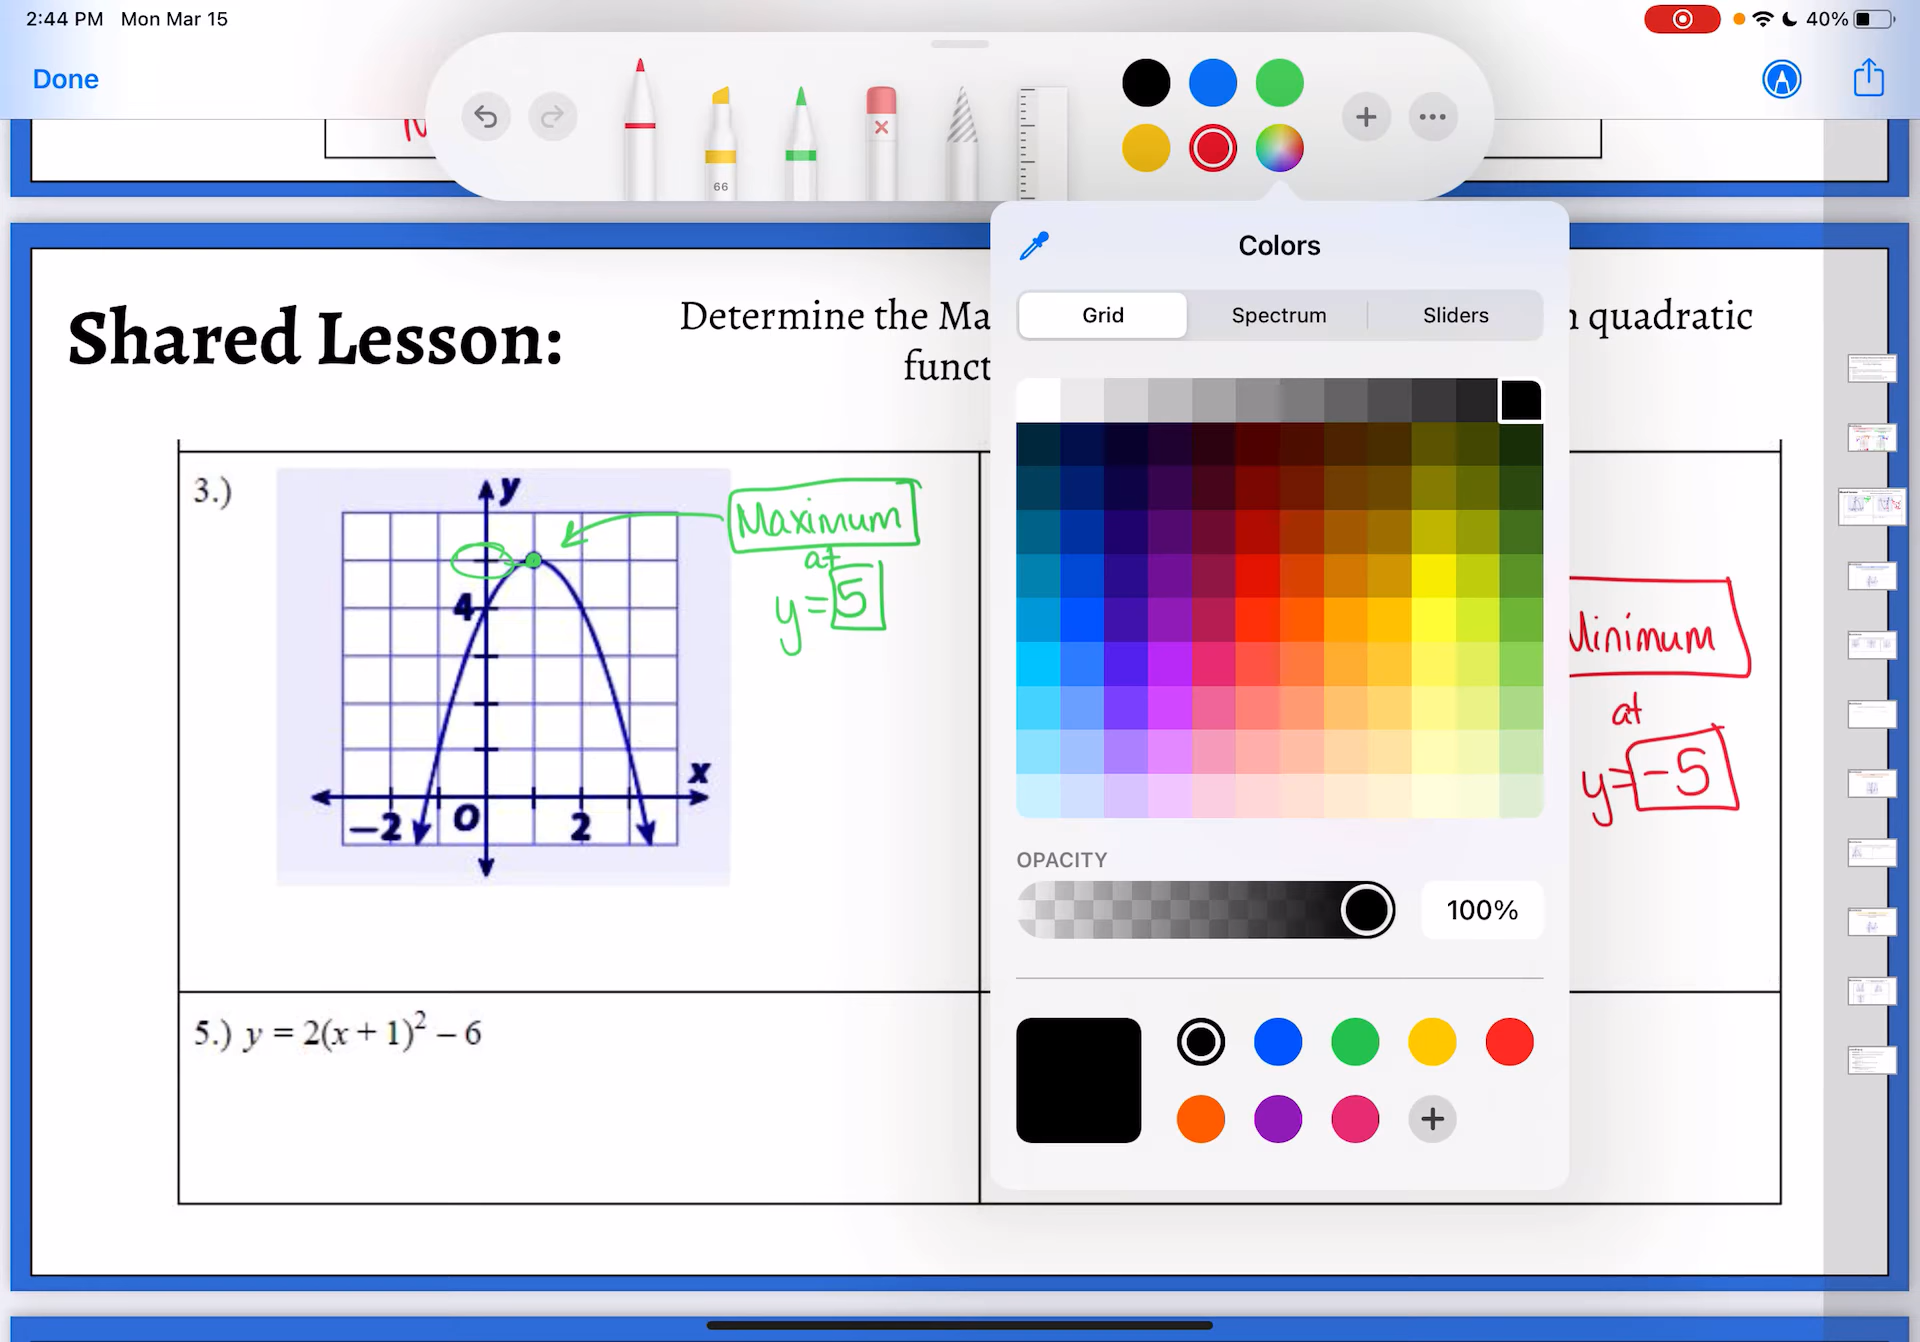 2:44 PM Mon Mar 15
40%
Done
66
Colors
Grid
Spectrum
Sliders
Shared Lesson:
Determine the Ma
quadratic
funct
3.)
y
Maximum
at
y = 5
4
x
-2
O
2
Minimum
at
y = -5
OPACITY
100%
5.) y = 2(x + 1)² – 6